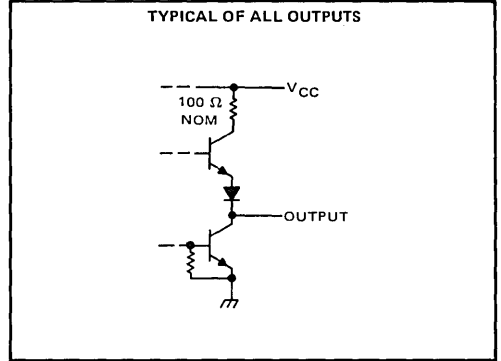 TYPICAL OF ALL OUTPUTS
VCC
100 Ω
NOM
OUTPUT